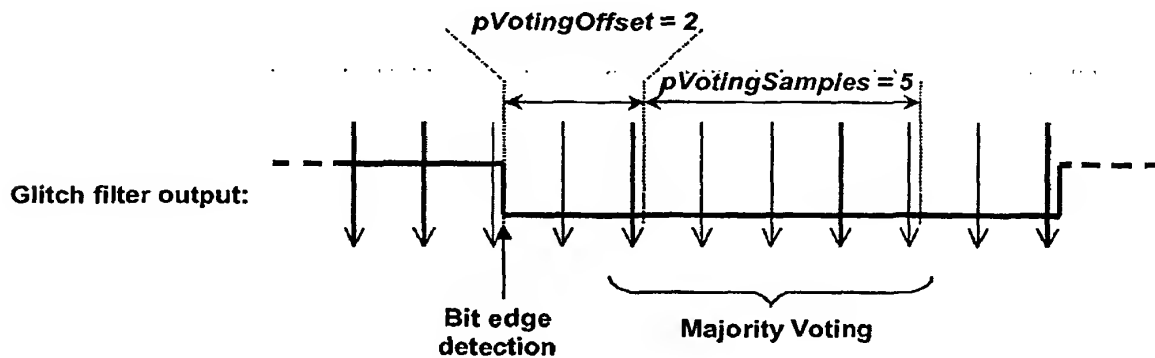 pVotingOffset = 2
pVotingSamples = 5
Glitch filter output:
Bit edge
detection
Majority Voting